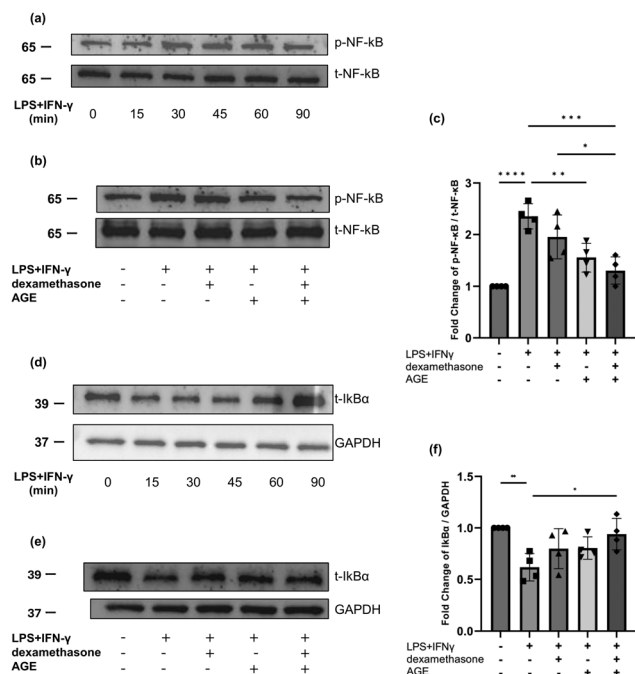 (a)
65 — p-NF-kB
65 — t-NF-kB
LPS+IFN-γ
(min) 0 15 30 45 60 90
(b)
65 — p-NF-kB
65 — t-NF-kB
LPS+IFN-γ - + + + +
dexamethasone - - + - +
AGE - - - + +
(c)
Fold Change of p-NF-kB / t-NF-kB
3
2
1
0
**** ** * ***
LPS+IFNγ - + + + +
dexamethasone - - + - +
AGE - - - + +
(d)
39 — t-IkBα
37 — GAPDH
LPS+IFN-γ
(min) 0 15 30 45 60 90
(e)
39 — t-IkBα
37 — GAPDH
LPS+IFN-γ - + + + +
dexamethasone - - + - +
AGE - - - + +
(f)
Fold Change of IkBα / GAPDH
1.5
1.0
0.5
0.0
** *
LPS+IFNγ - + + + +
dexamethasone - - + - +
AGE - - - + +